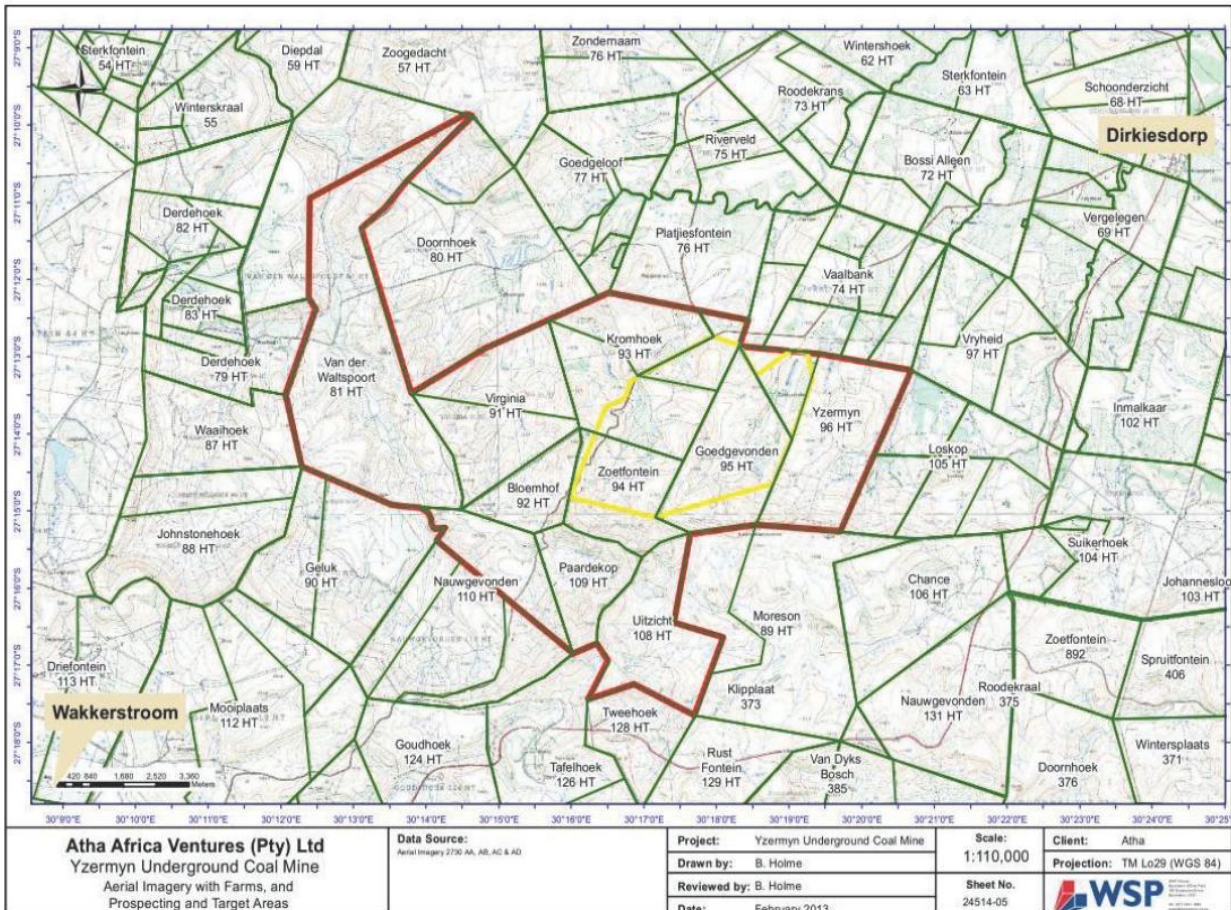 Sterkfontein
54 HT
Diepdal
59 HT
Zoogedacht
57 HT
Zondernaam
76 HT
Wintershoek
62 HT
Sterkfontein
63 HT
Schoonderzicht
68 HT
Winterskraal
55
Roodekrans
73 HT
Riverveld
75 HT
Dirkiesdorp
Goedgeloof
77 HT
Bossi Alleen
72 HT
Derdehoek
82 HT
Vergelegen
69 HT
Doornhoek
80 HT
Platjiesfontein
76 HT
Vaalbank
74 HT
Derdehoek
83 HT
Derdehoek
79 HT
Van der
Waltspoort
81 HT
Kromhoek
93 HT
Vryheid
97 HT
Virginia
91 HT
Yzermyn
96 HT
Inmalkaar
102 HT
Waaihoek
87 HT
Goedgevonden
95 HT
Loskop
105 HT
Zoetfontein
94 HT
Bloemhof
92 HT
Johnstonehoek
88 HT
Geluk
90 HT
Suikerhoek
104 HT
Nauwgevonden
110 HT
Paardekop
109 HT
Chance
106 HT
Johannesloo
103 HT
Uitzicht
108 HT
Moreson
89 HT
Zoetfontein
892
Spruitfontein
406
Driefontein
113 HT
Klipplaat
373
Nauwgevonden
131 HT
Roodekraal
375
Wakkerstroom
Mooiplaats
112 HT
Tweehoek
128 HT
Goudhoek
124 HT
Tafelhoek
126 HT
Rust
Fontein
129 HT
Van Dyks
Bosch
385
Doornhoek
376
Wintersplaats
371
420 840 1,680 2,520 3,360
Meters
27°9'0"S
27°10'0"S
27°11'0"S
27°12'0"S
27°13'0"S
27°14'0"S
27°15'0"S
27°16'0"S
27°17'0"S
27°18'0"S
30°9'0"E 30°10'0"E 30°11'0"E 30°12'0"E 30°13'0"E 30°14'0"E 30°15'0"E 30°16'0"E 30°17'0"E 30°18'0"E 30°19'0"E 30°20'0"E 30°21'0"E 30°22'0"E 30°23'0"E 30°24'0"E 30°25'
Atha Africa Ventures (Pty) Ltd
Yzermyn Underground Coal Mine
Aerial Imagery with Farms, and
Prospecting and Target Areas
Data Source:
Aerial Imagery 2730 AA, AB, AC & AD
Project: Yzermyn Underground Coal Mine
Drawn by: B. Holme
Reviewed by: B. Holme
Date: February 2013
Scale:
1:110,000
Sheet No.
24514-05
Client: Atha
Projection: TM Lo29 (WGS 84)
WSP